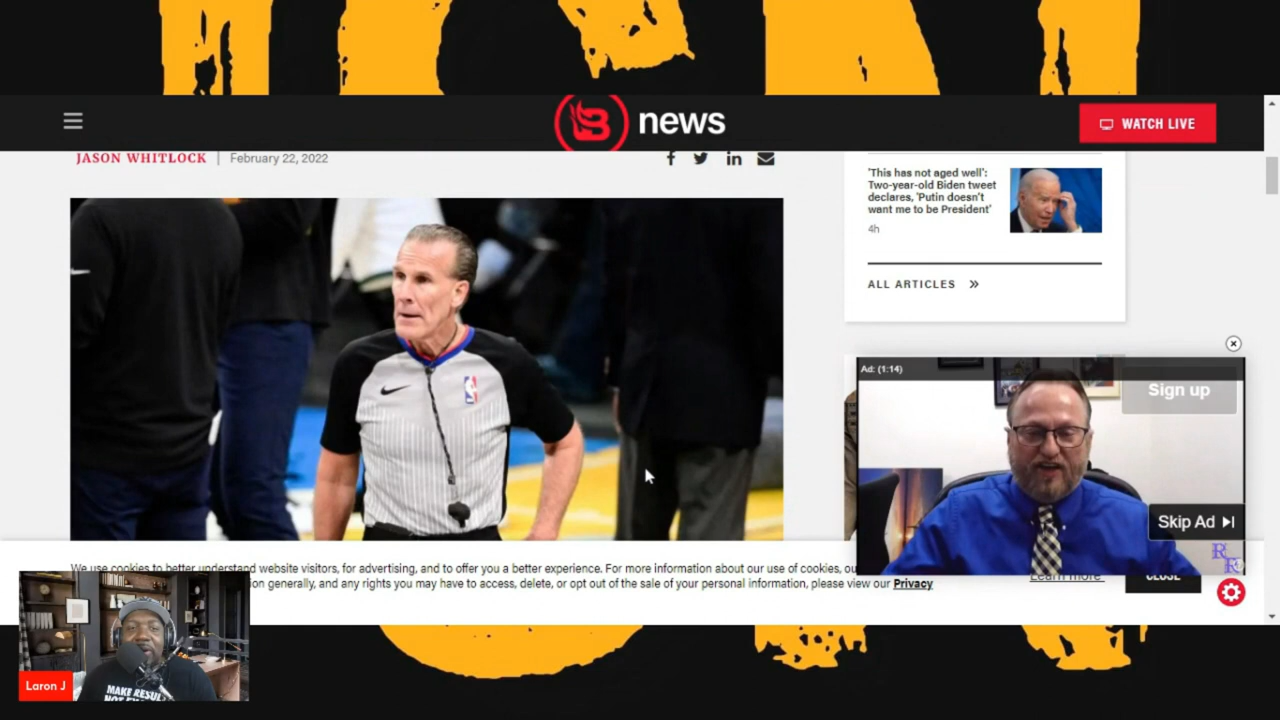 news
WATCH LIVE
JASON WHITLOCK | February 22, 2022
'This has not aged well':
Two-year-old Biden tweet
declares, 'Putin doesn't
want me to be President'
4h
ALL ARTICLES »
Ad: (1:14)
Sign up
Skip Ad
We use cookies to better understand website visitors, for advertising, and to offer you a better experience. For more information about our use of cookies,
ion generally, and any rights you may have to access, delete, or opt out of the sale of your personal information, please view our Privacy
Learn more
CLOSE
Laron J
MAKE RESUL